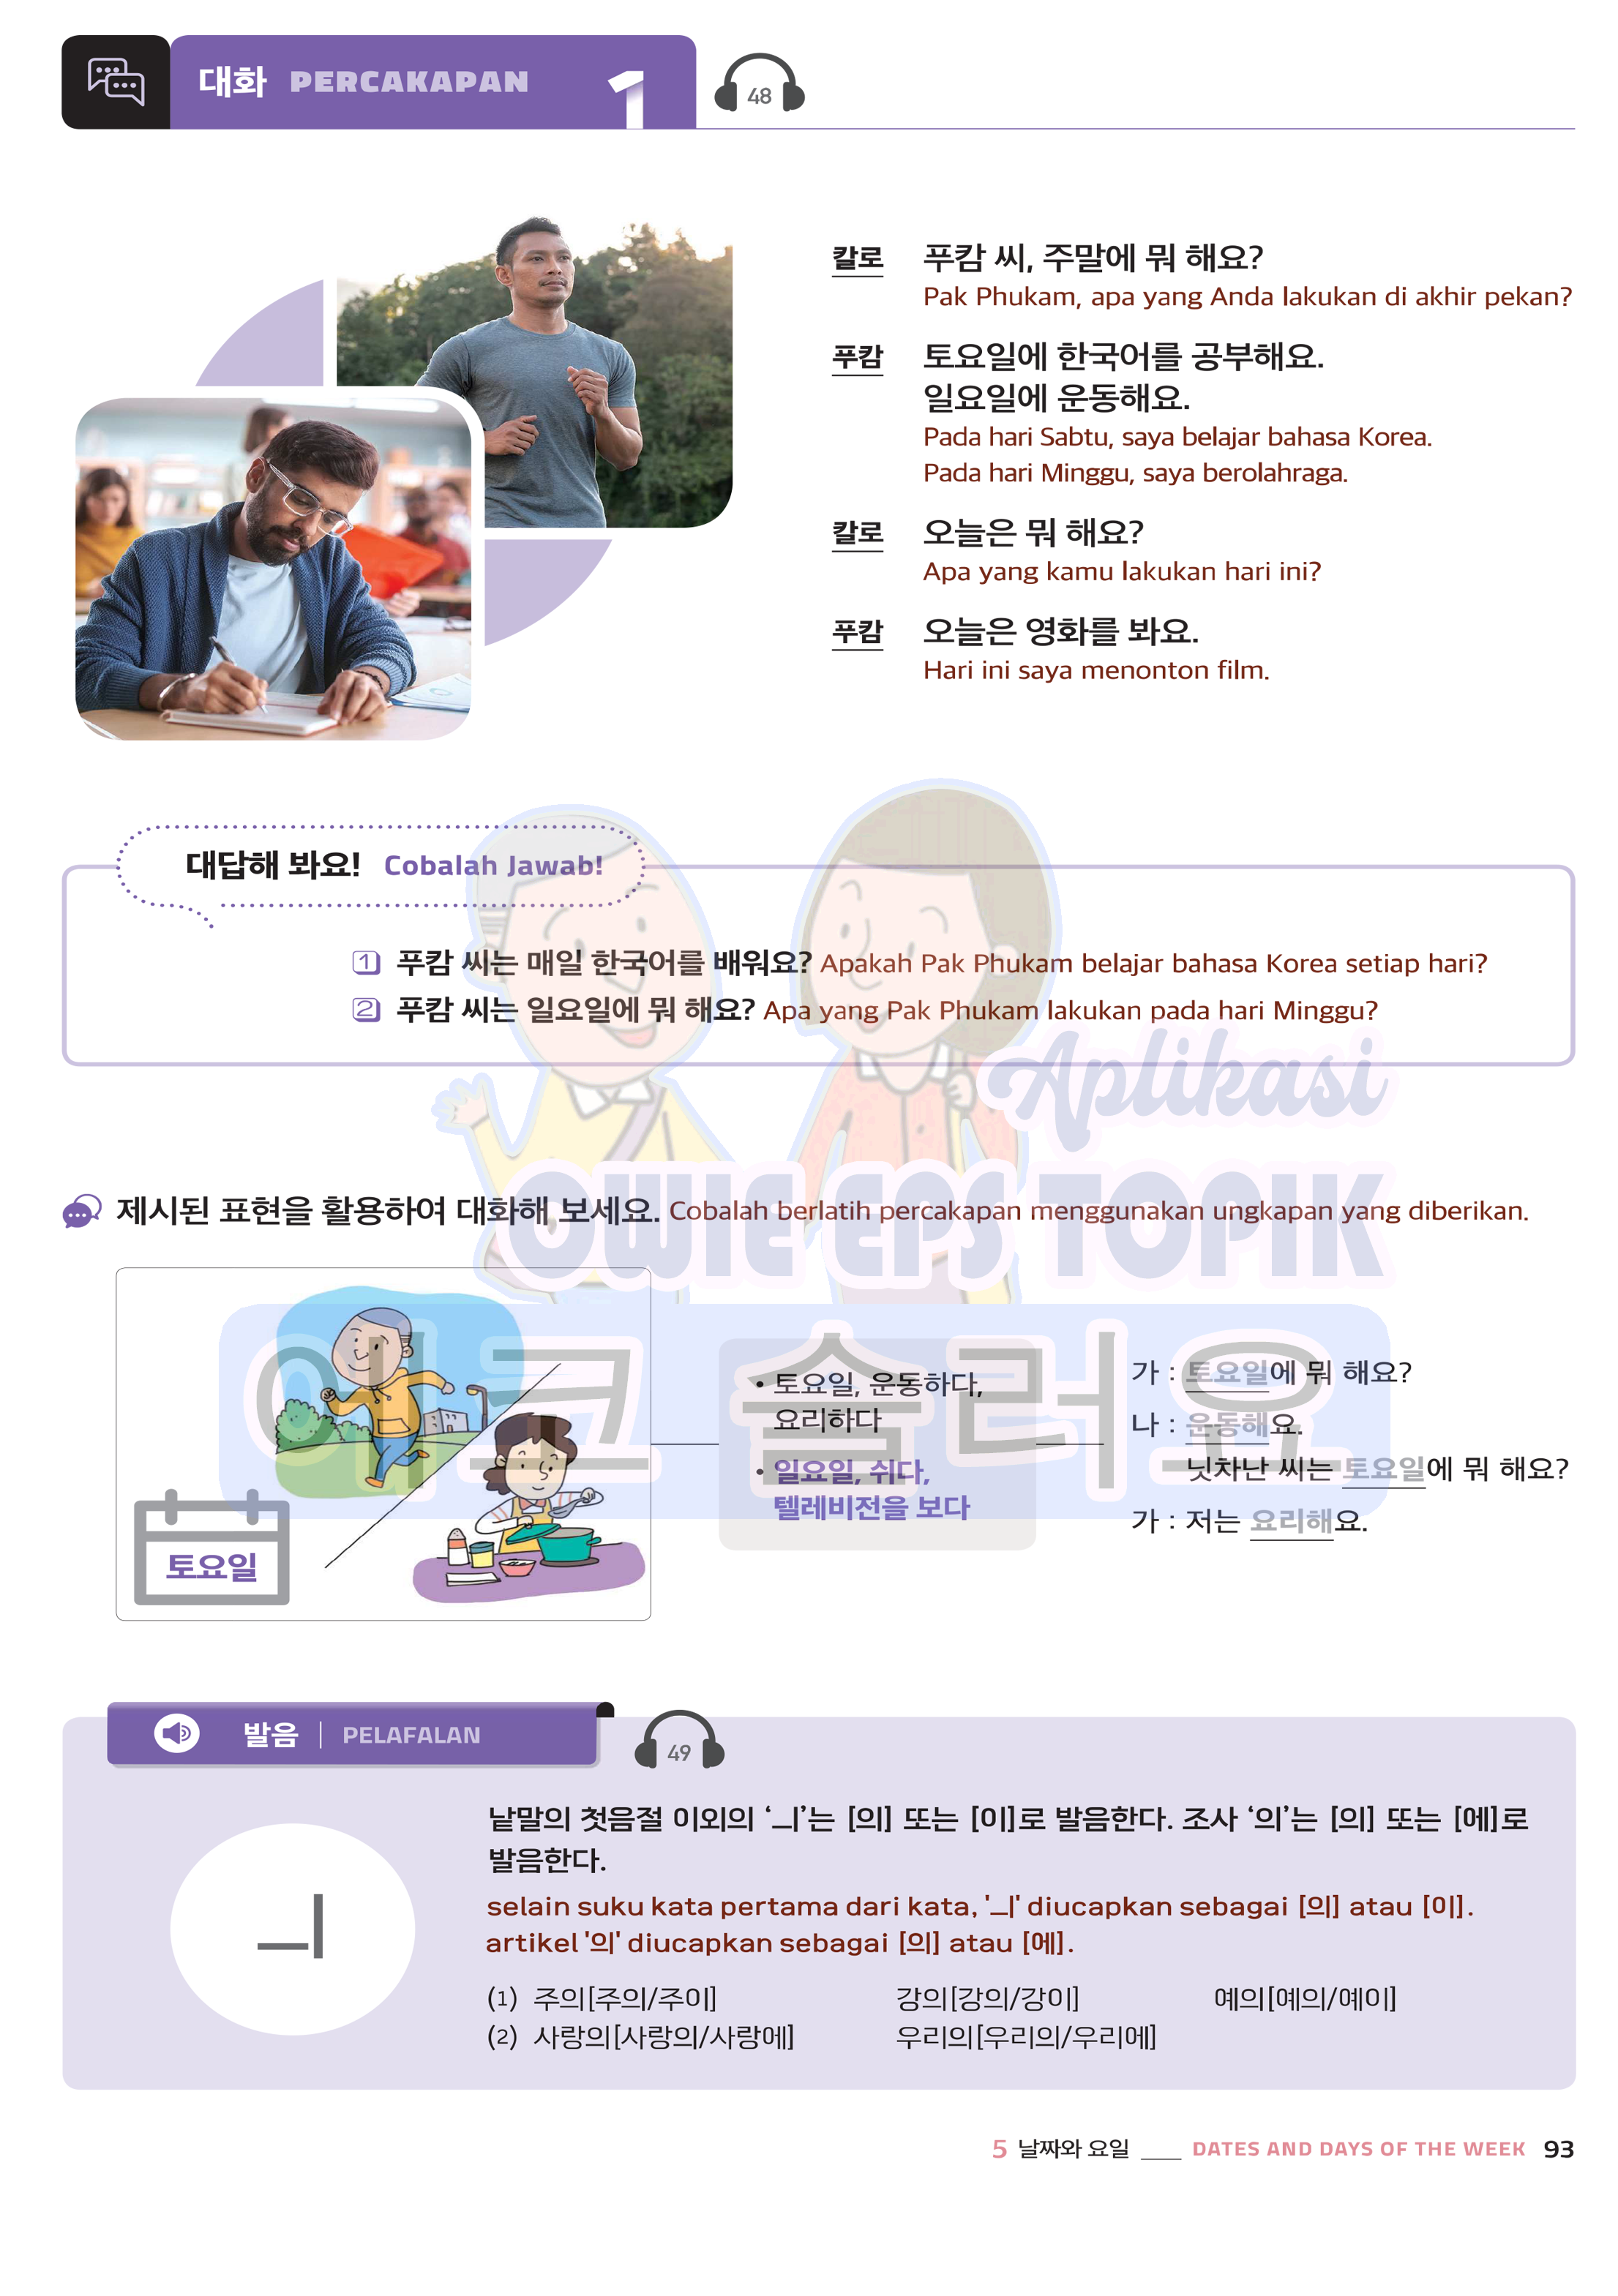 대화 PERCAKAPAN 1
48
칼로 푸캄 씨, 주말에 뭐 해요?
Pak Phukam, apa yang Anda lakukan di akhir pekan?
푸캄 토요일에 한국어를 공부해요.
일요일에 운동해요.
Pada hari Sabtu, saya belajar bahasa Korea.
Pada hari Minggu, saya berolahraga.
칼로 오늘은 뭐 해요?
Apa yang kamu lakukan hari ini?
푸캄 오늘은 영화를 봐요.
Hari ini saya menonton film.
대답해 봐요! Cobalah Jawab!
1 푸캄 씨는 매일 한국어를 배워요? Apakah Pak Phukam belajar bahasa Korea setiap hari?
2 푸캄 씨는 일요일에 뭐 해요? Apa yang Pak Phukam lakukan pada hari Minggu?
Aplikasi
OWIE EPS TOPIK
에코 슬러요
제시된 표현을 활용하여 대화해 보세요. Cobalah berlatih percakapan menggunakan ungkapan yang diberikan.
토요일
• 토요일, 운동하다,
요리하다
• 일요일, 쉬다,
텔레비전을 보다
가 : 토요일에 뭐 해요?
나 : 운동해요.
닛차난 씨는 토요일에 뭐 해요?
가 : 저는 요리해요.
발음 | PELAFALAN
49
ㅢ
낱말의 첫음절 이외의 ‘ㅢ’는 [의] 또는 [이]로 발음한다. 조사 ‘의’는 [의] 또는 [에]로
발음한다.
selain suku kata pertama dari kata, 'ㅢ' diucapkan sebagai [의] atau [이].
artikel '의' diucapkan sebagai [의] atau [에].
(1) 주의[주의/주이] 강의[강의/강이] 예의[예의/예이]
(2) 사랑의[사랑의/사랑에] 우리의[우리의/우리에]
5 날짜와 요일 ___ DATES AND DAYS OF THE WEEK 93